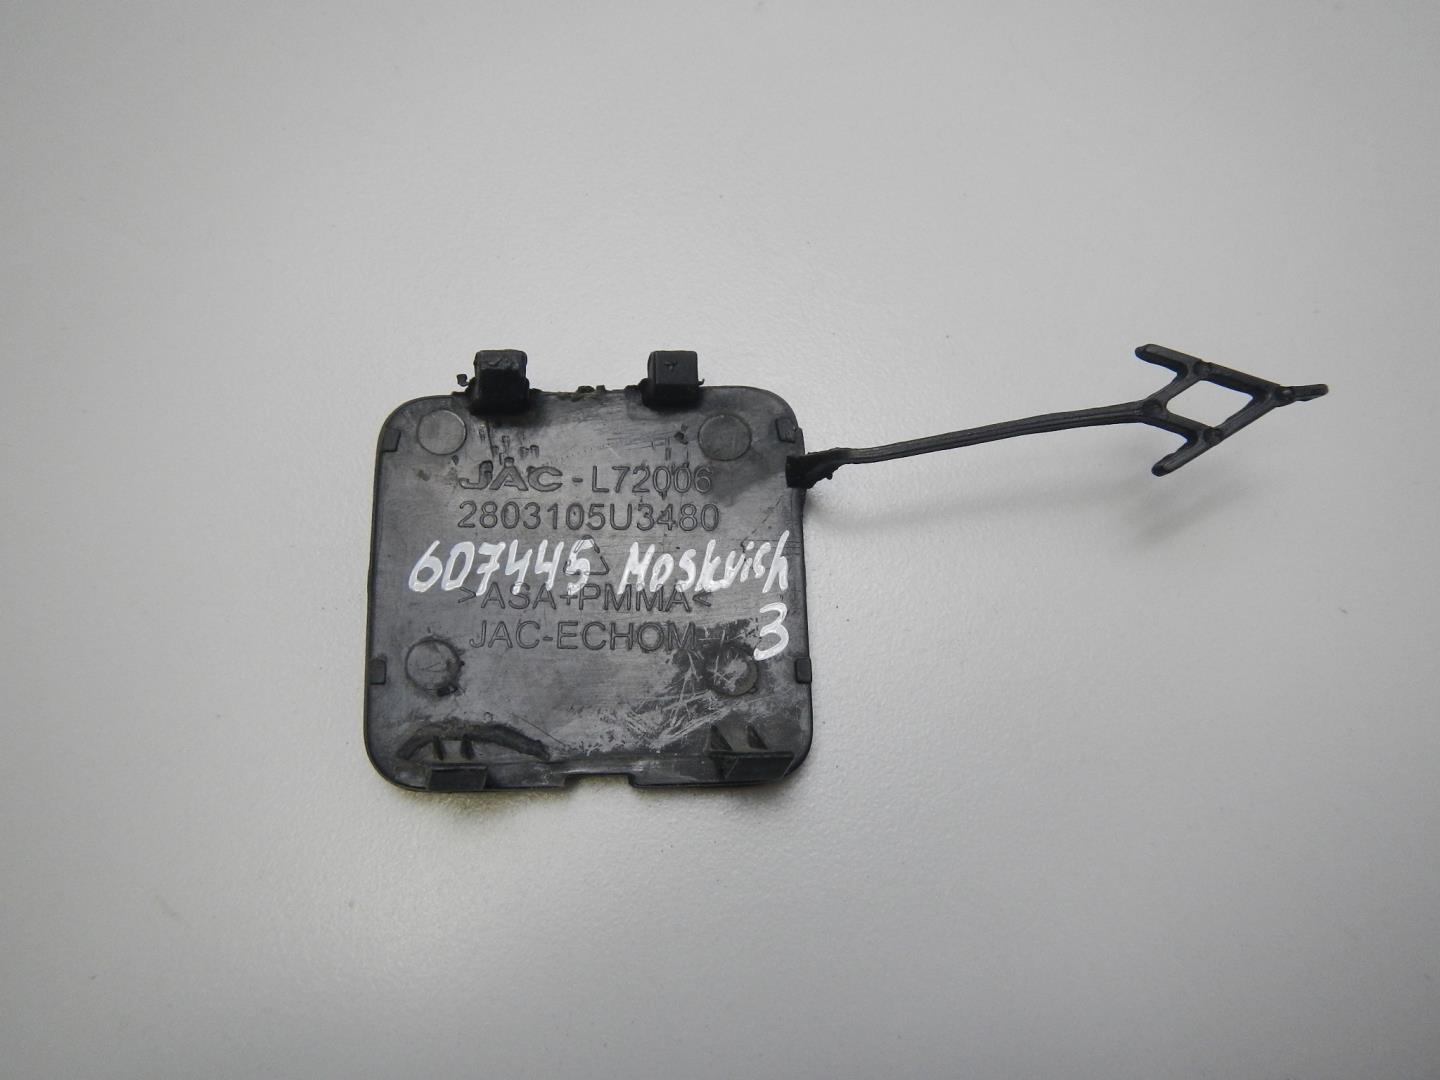 JAC-L72006
2803105U3480
607445 Moskvich
>ASA+PMMA<
3
JAC-ECHOM